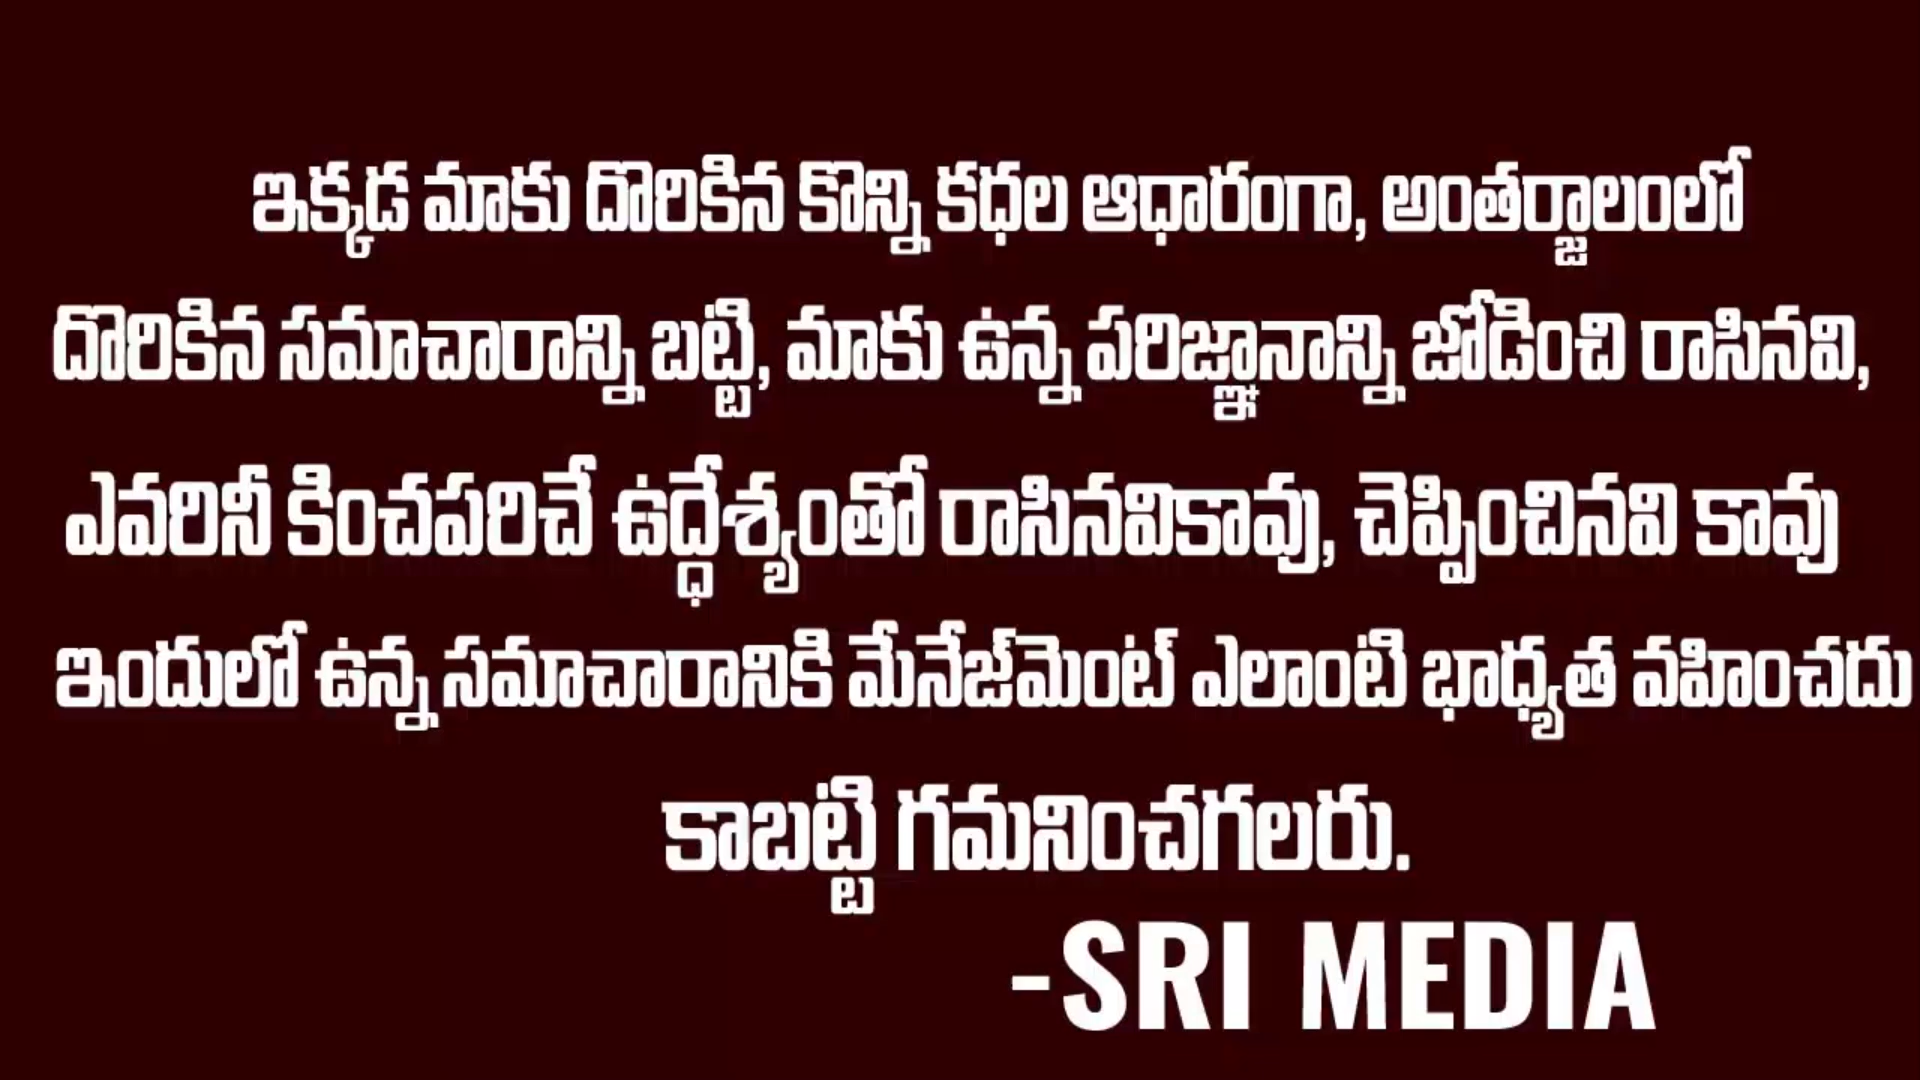 ఇక్కడ మాకు దొరికిన కొన్ని కధల ఆధారంగా, అంతర్జాలంలో
దొరికిన సమాచారాన్ని బట్టి, మాకు ఉన్న పరిజ్ఞానాన్ని జోడించి రాసినవి,
ఎవరినీ కించపరిచే ఉద్ధేశ్యంతో రాసినవికావు, చెప్పించినవి కావు
ఇందులో ఉన్న సమాచారానికి మేనేజ్‌మెంట్ ఎలాంటి భాధ్యత వహించదు
కాబట్టి గమనించగలరు.
-SRI MEDIA